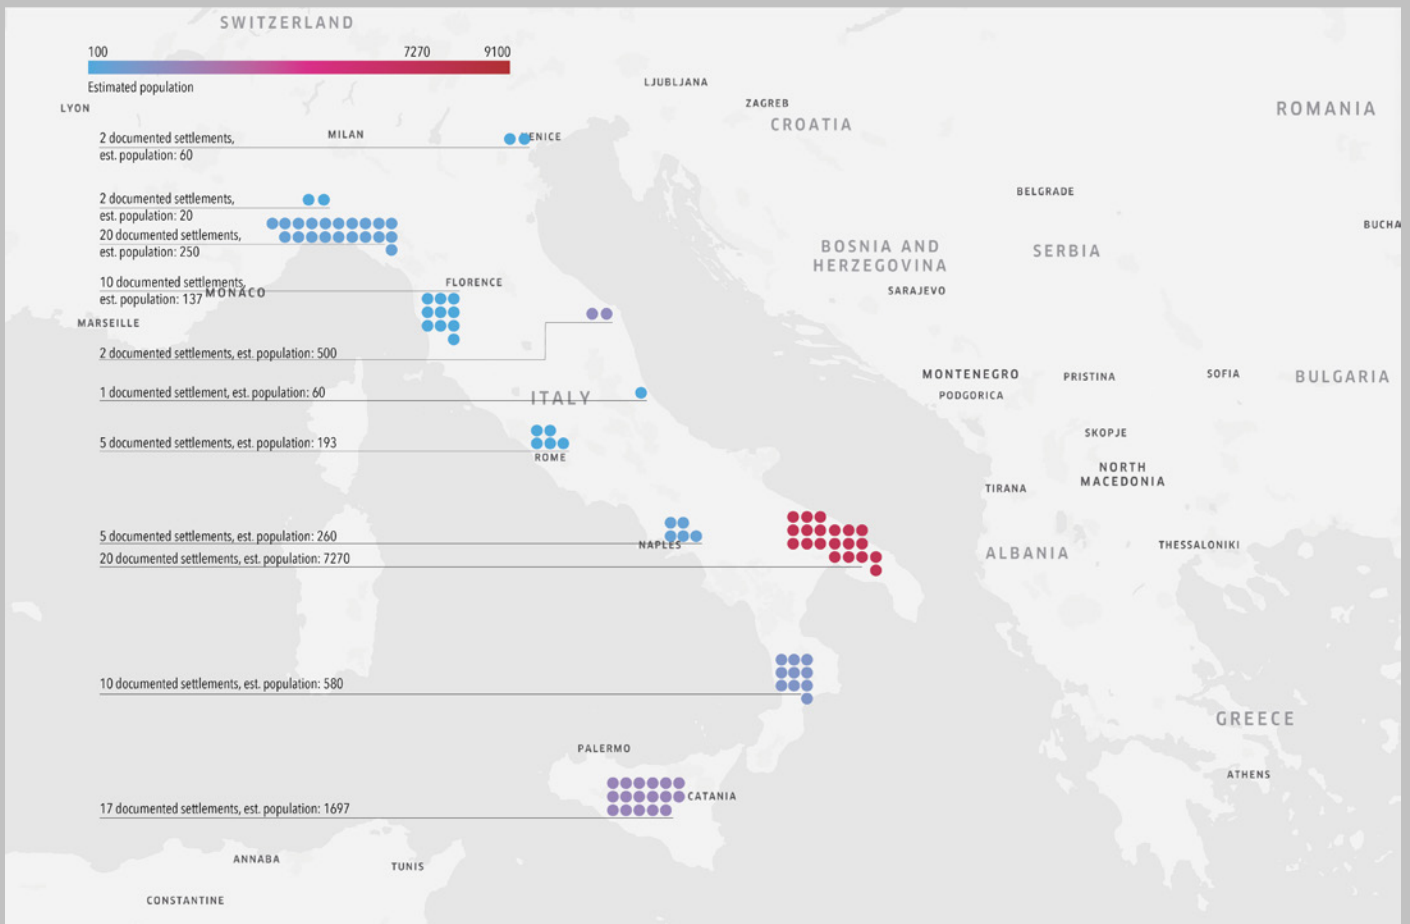 SWITZERLAND
100 7270 9100
Estimated population
LJUBLJANA
LYON
ZAGREB
ROMANIA
CROATIA
MILAN
2 documented settlements,
ENICE
est. population: 60
BELGRADE
2 documented settlements,
est. population: 20
BUCHA
20 documented settlements,
BOSNIA AND
HERZEGOVINA
SERBIA
est. population: 250
10 documented settlements,
FLORENCE
SARAJEVO
est. population: 137
MONACO
MARSEILLE
2 documented settlements, est. population: 500
MONTENEGRO
PRISTINA
SOFIA
BULGARIA
1 documented settlement, est. population: 60
ITALY
PODGORICA
SKOPJE
5 documented settlements, est. population: 193
ROME
NORTH
MACEDONIA
TIRANA
5 documented settlements, est. population: 260
NAPLES
ALBANIA
THESSALONIKI
20 documented settlements, est. population: 7270
10 documented settlements, est. population: 580
GREECE
PALERMO
ATHENS
CATANIA
17 documented settlements, est. population: 1697
ANNABA
TUNIS
CONSTANTINE